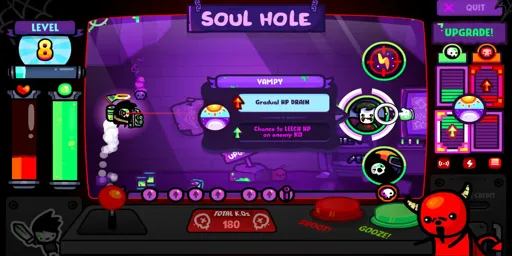 SOUL HOLE
QUIT
LEVEL
8
UPGRADE!
VAMPY
Gradual HP DRAIN
Chance to LEECH HP
on enemy KO
TOTAL K.Os
180
GOOZE!